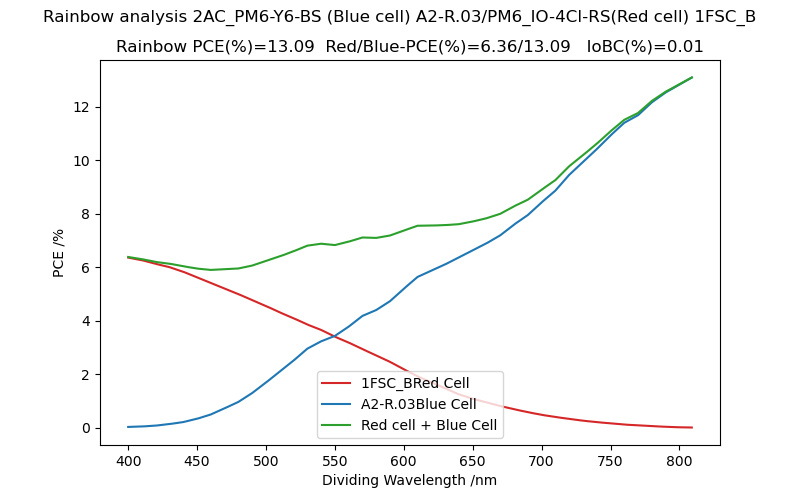 Rainbow analysis 2AC_PM6-Y6-BS (Blue cell) A2-R.03/PM6_IO-4Cl-RS(Red cell) 1FSC_B
Rainbow PCE(%)=13.09  Red/Blue-PCE(%)=6.36/13.09   IoBC(%)=0.01
PCE /%
12
10
8
6
4
2
0
1FSC_BRed Cell
A2-R.03Blue Cell
Red cell + Blue Cell
400 450 500 550 600 650 700 750 800
Dividing Wavelength /nm